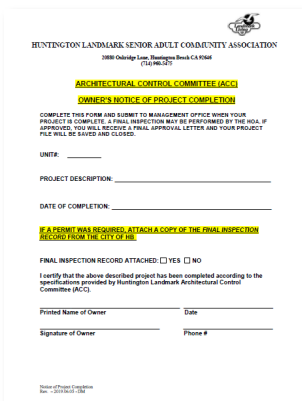 HUNTINGTON LANDMARK SENIOR ADULT COMMUNITY ASSOCIATION
20880 Oakridge Lane, Huntington Beach CA 92646
(714) 960-5475
ARCHITECTURAL CONTROL COMMITTEE (ACC)
OWNER'S NOTICE OF PROJECT COMPLETION
COMPLETE THIS FORM AND SUBMIT TO MANAGEMENT OFFICE WHEN YOUR
PROJECT IS COMPLETE. A FINAL INSPECTION MAY BE PERFORMED BY THE HOA. IF
APPROVED, YOU WILL RECEIVE A FINAL APPROVAL LETTER AND YOUR PROJECT
FILE WILL BE SAVED AND CLOSED.
UNIT#:
PROJECT DESCRIPTION:
DATE OF COMPLETION:
IF A PERMIT WAS REQUIRED, ATTACH A COPY OF THE FINAL INSPECTION
RECORD FROM THE CITY OF HB.
FINAL INSPECTION RECORD ATTACHED: ☐ YES ☐ NO
I certify that the above described project has been completed according to the
specifications provided by Huntington Landmark Architectural Control
Committee (ACC).
Printed Name of Owner Date
Signature of Owner Phone #
Notice of Project Completion
Rev. – 2019.06.05 – DM